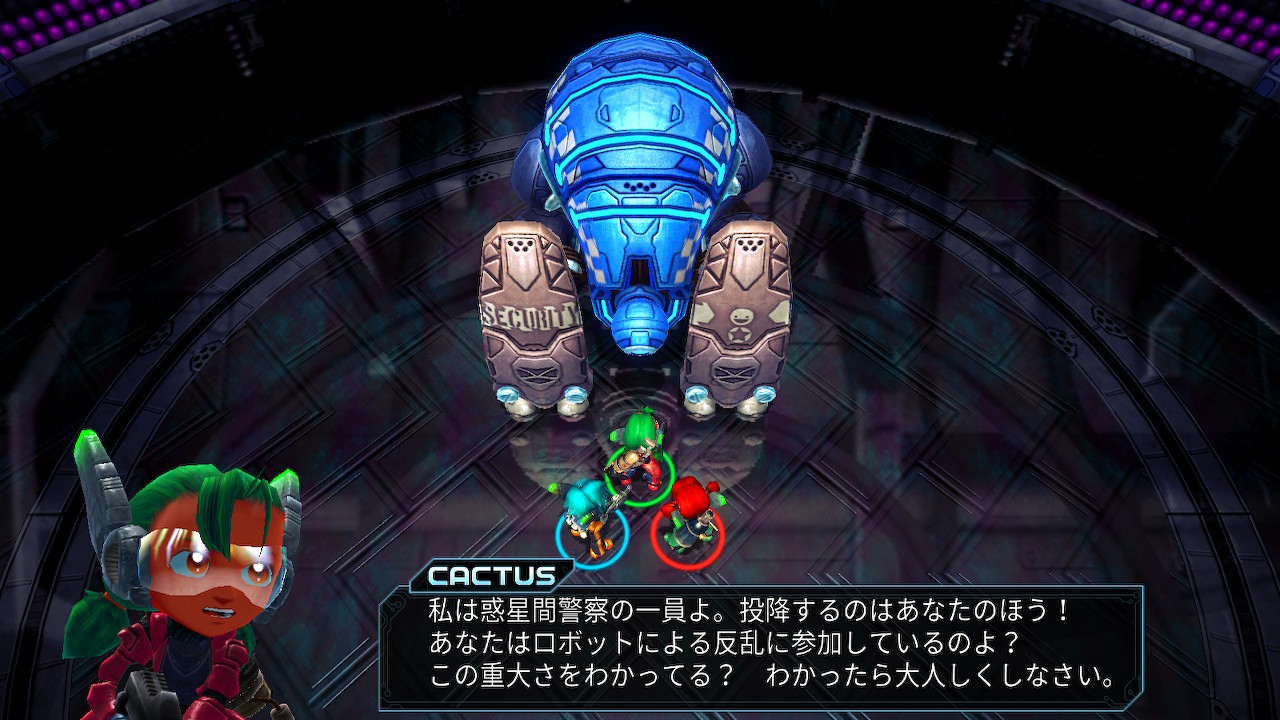 SECURITY
CACTUS
私は惑星間警察の一員よ。投降するのはあなたのほう！
あなたはロボットによる反乱に参加しているのよ？
この重大さをわかってる？　わかったら大人しくしなさい。